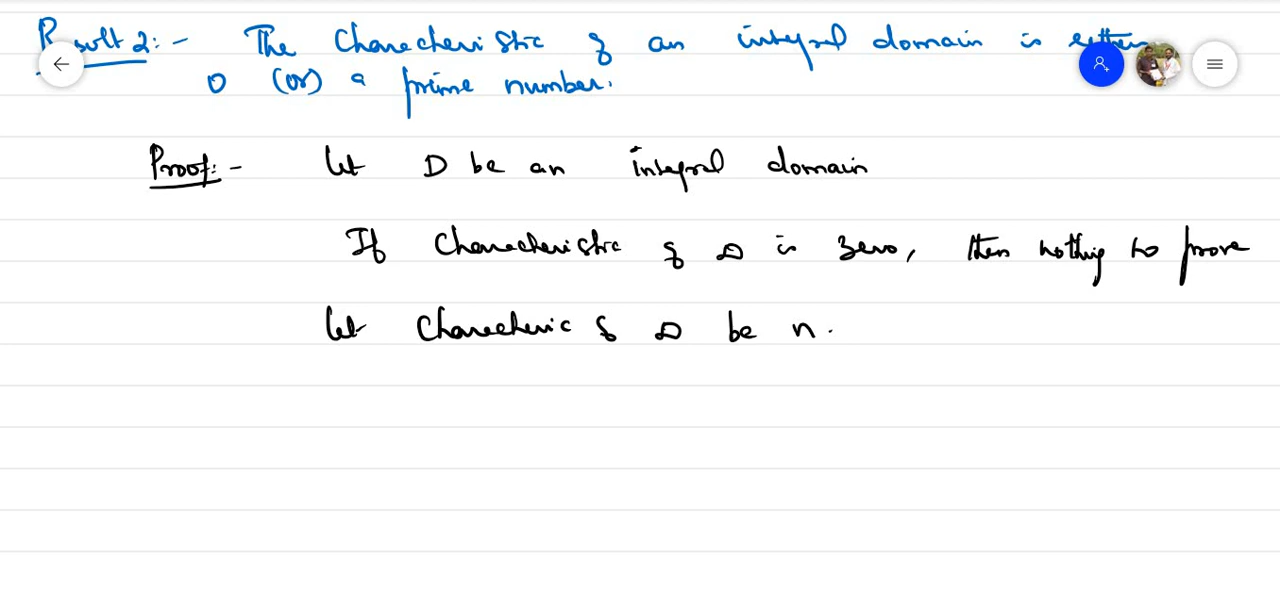 Result 2:- The Characteristic of an integral domain is either
0 (or) a prime number.
Proof:- Let D be an integral domain
If Characteristic of D is zero, then nothing to prove
Let Characteric of D be n.